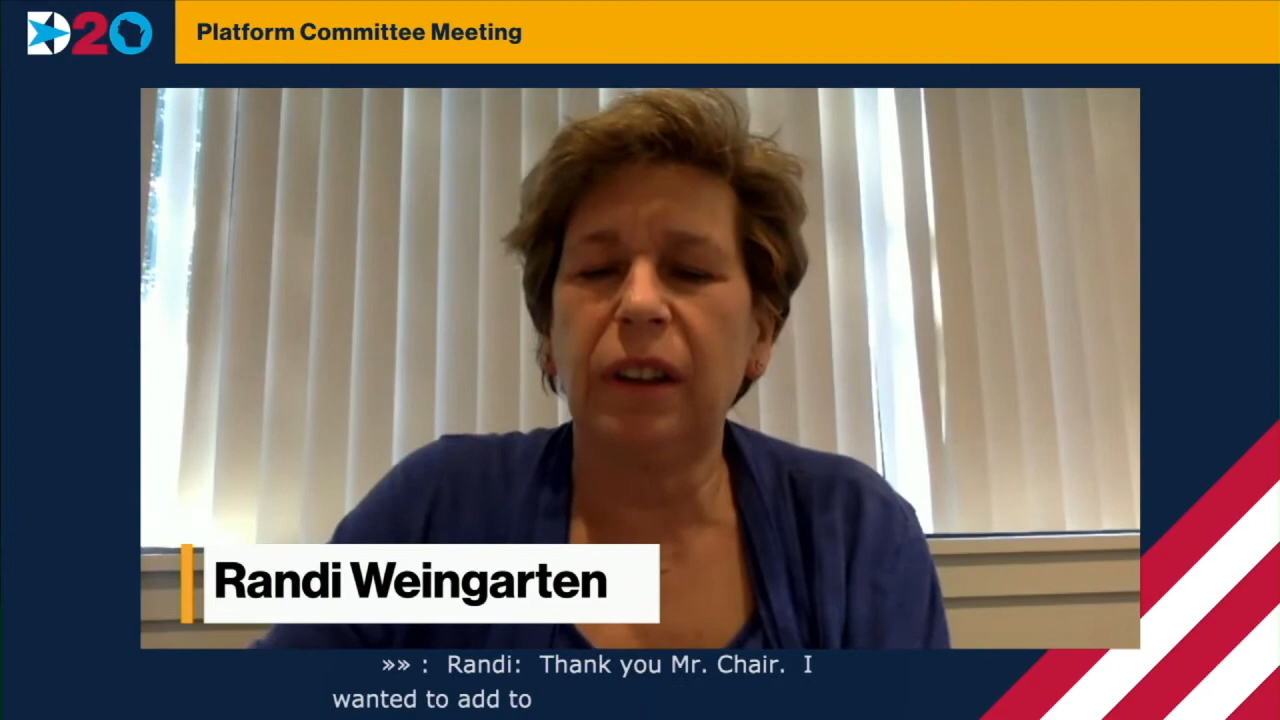 D20
Platform Committee Meeting
Randi Weingarten
»» : Randi: Thank you Mr. Chair. I
wanted to add to